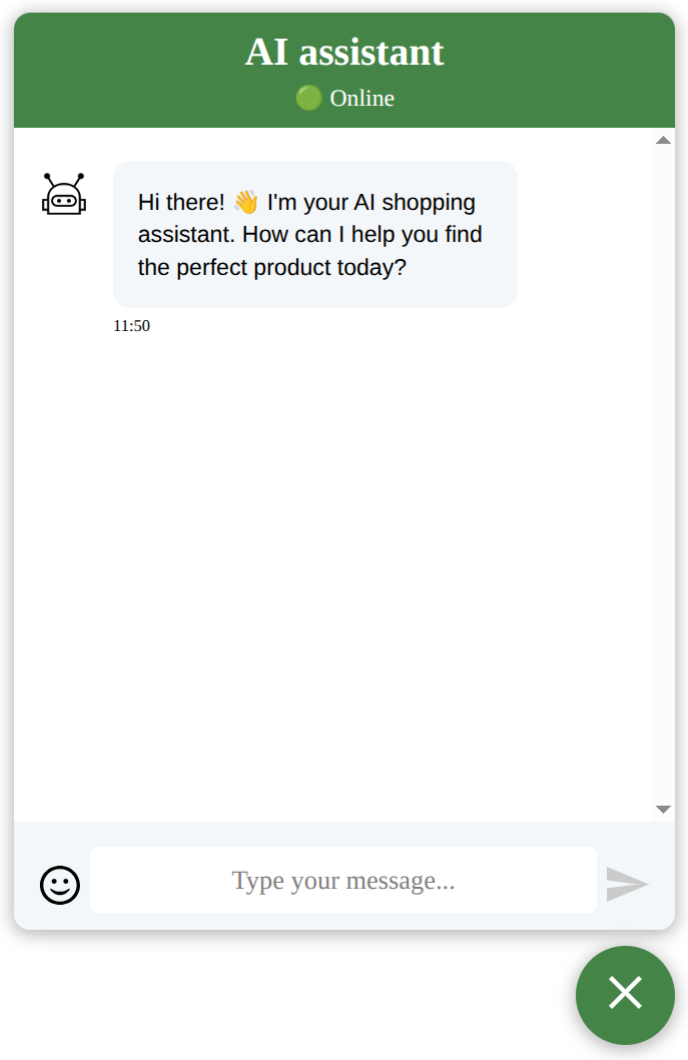 AI assistant
🟢 Online
Hi there! 👋 I'm your AI shopping
assistant. How can I help you find
the perfect product today?
11:50
Type your message...